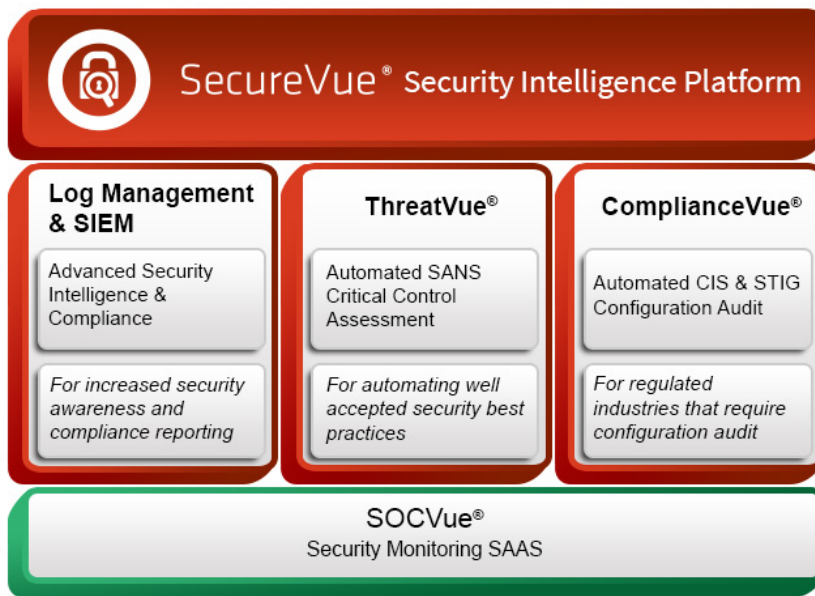 SecureVue® Security Intelligence Platform
Log Management
& SIEM
Advanced Security
Intelligence &
Compliance
For increased security
awareness and
compliance reporting
ThreatVue®
Automated SANS
Critical Control
Assessment
For automating well
accepted security best
practices
ComplianceVue®
Automated CIS & STIG
Configuration Audit
For regulated
industries that require
configuration audit
SOCVue®
Security Monitoring SAAS